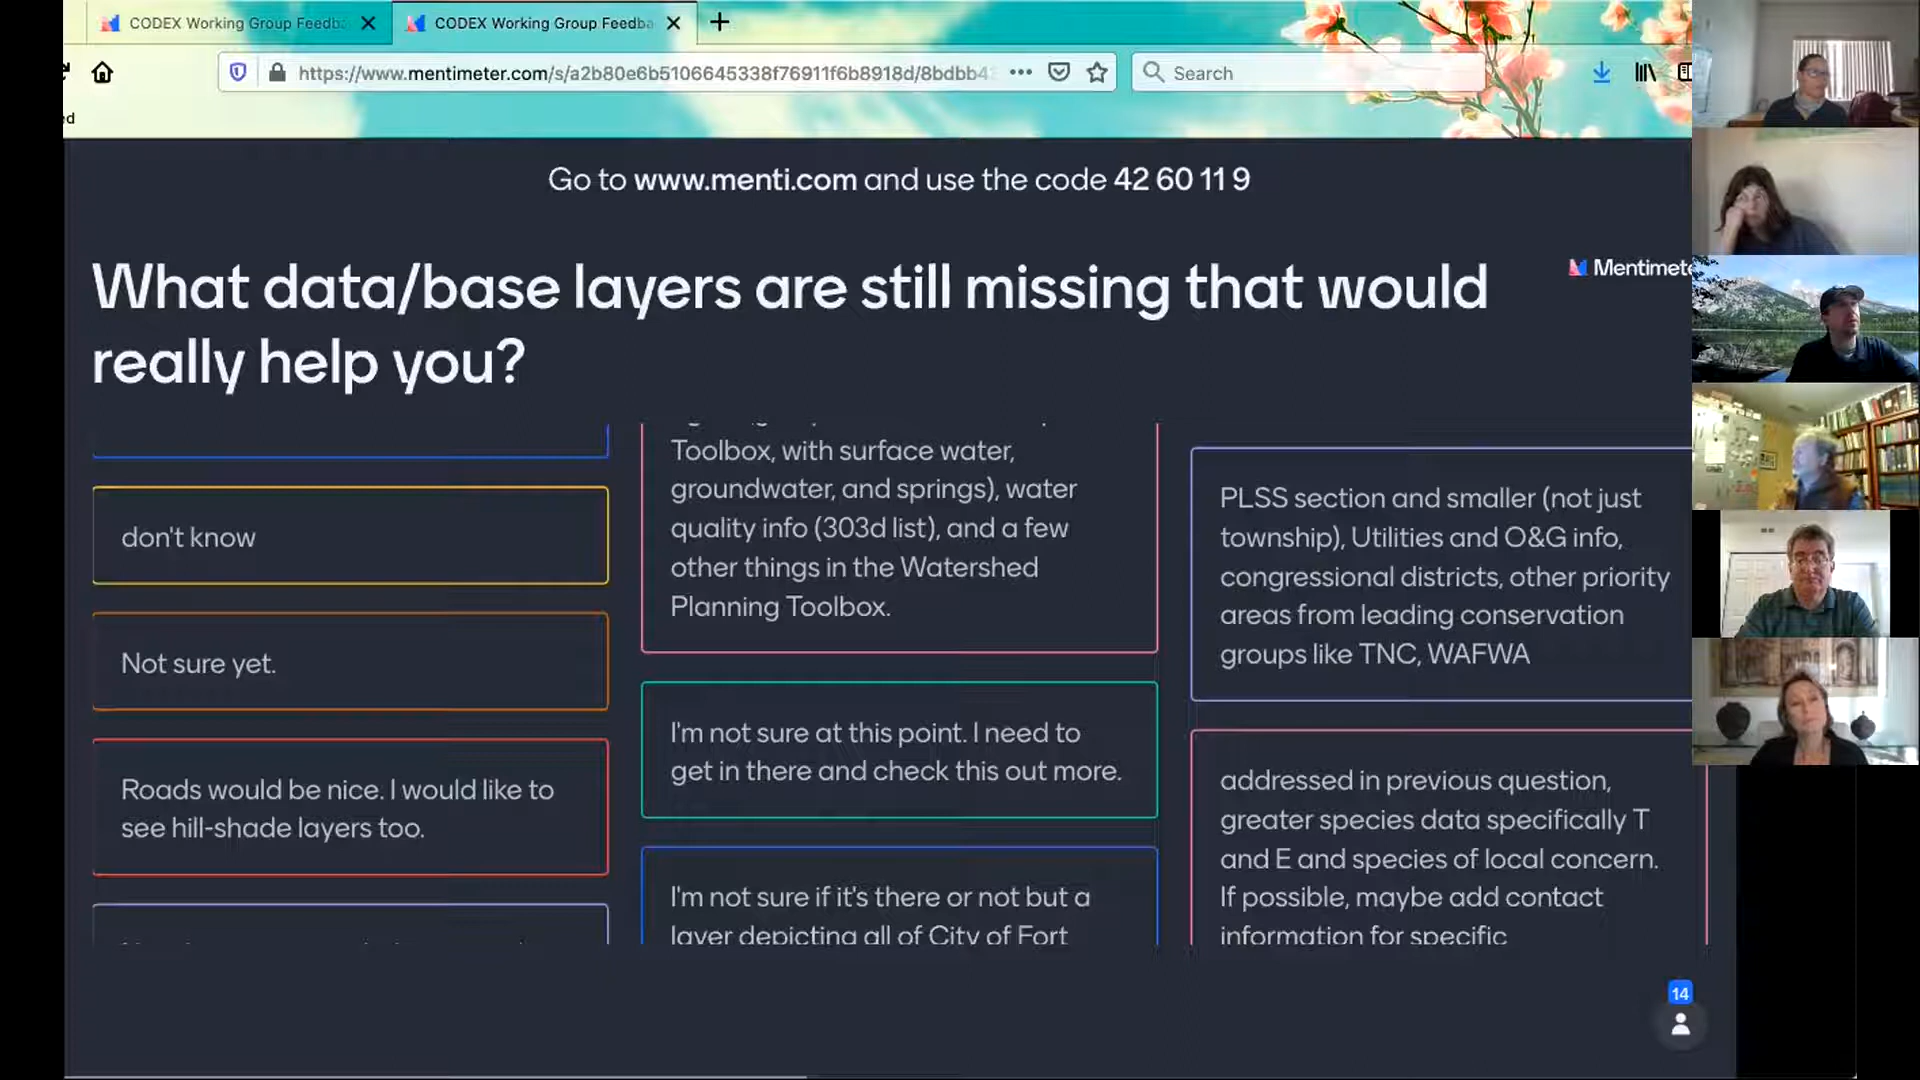 CODEX Working Group Feedba
CODEX Working Group Feedba
https://www.mentimeter.com/s/a2b80e6b5106645338f76911f6b8918d/8bdbb4
Search
ed
Go to www.menti.com and use the code 42 60 11 9
What data/base layers are still missing that would
really help you?
Mentimete
don't know
Not sure yet.
Roads would be nice. I would like to
see hill-shade layers too.
Toolbox, with surface water,
groundwater, and springs), water
quality info (303d list), and a few
other things in the Watershed
Planning Toolbox.
I'm not sure at this point. I need to
get in there and check this out more.
I'm not sure if it's there or not but a
layer depicting all of City of Fort
PLSS section and smaller (not just
township), Utilities and O&G info,
congressional districts, other priority
areas from leading conservation
groups like TNC, WAFWA
addressed in previous question,
greater species data specifically T
and E and species of local concern.
If possible, maybe add contact
information for specific
14